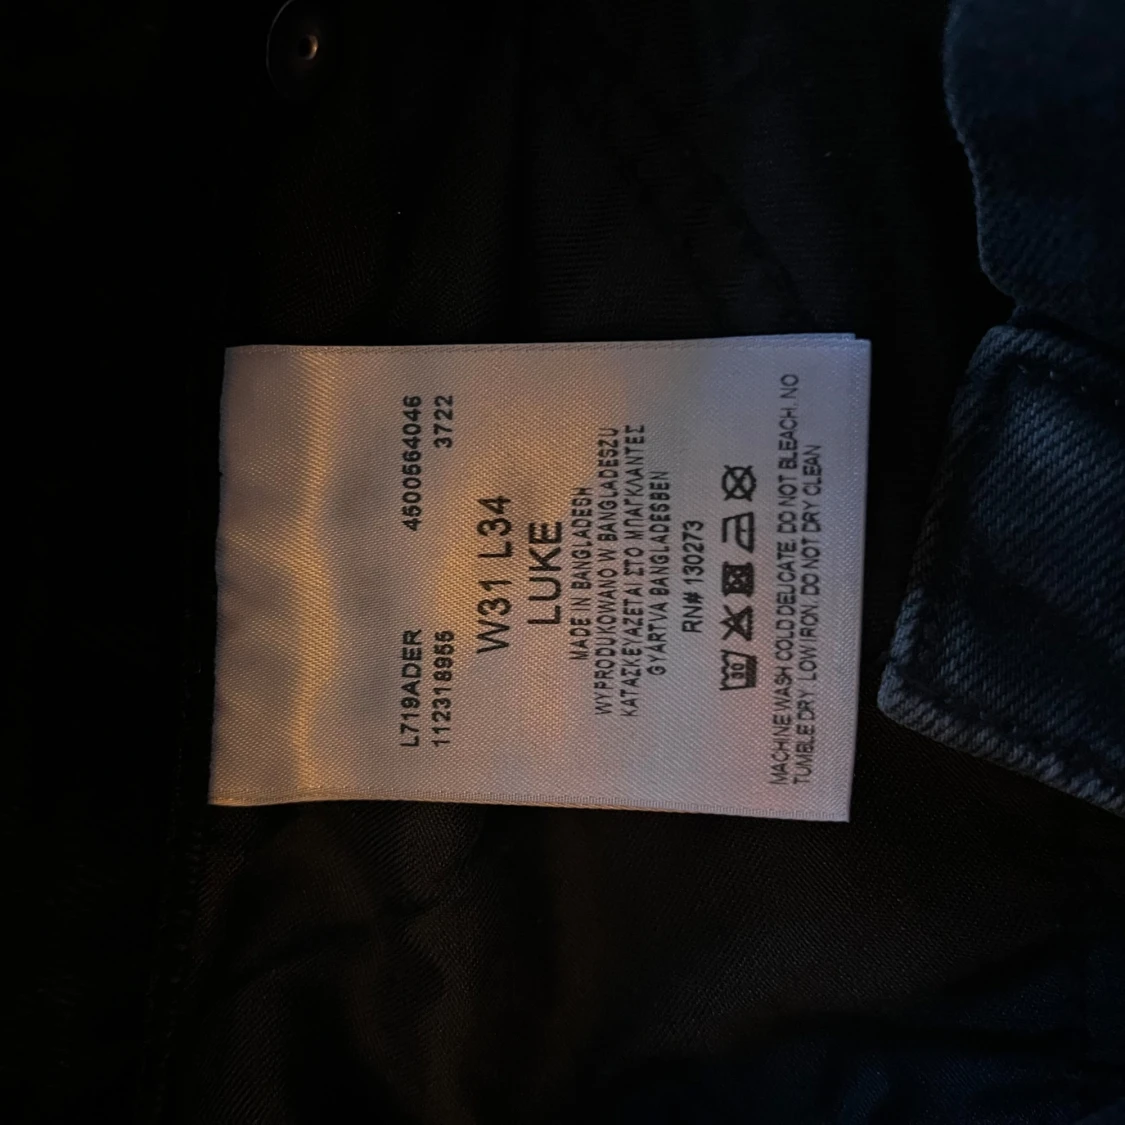 L719ADER 4500564046
112318955 3722
W31 L34
LUKE
MADE IN BANGLADESH
WYPRODUKOWANO W BANGLADESZU
ΚΑΤΑΣΚΕΥΑΖΕΤΑΙ ΣΤΟ ΜΠΑΓΚΛΑΝΤΕΣ
GYÁRTVA BANGLADESBEN
RN# 130273
30
MACHINE WASH COLD DELICATE. DO NOT BLEACH. NO
TUMBLE DRY. LOW IRON. DO NOT DRY CLEAN